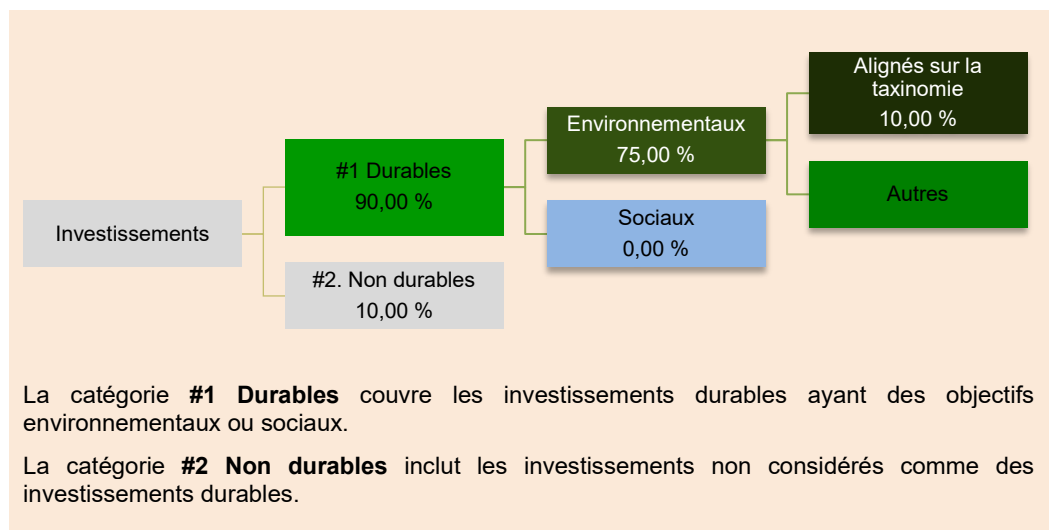 Investissements
#1 Durables
90,00 %
#2. Non durables
10,00 %
Environnementaux
75,00 %
Sociaux
0,00 %
Alignés sur la
taxinomie
10,00 %
Autres
La catégorie #1 Durables couvre les investissements durables ayant des objectifs
environnementaux ou sociaux.
La catégorie #2 Non durables inclut les investissements non considérés comme des
investissements durables.